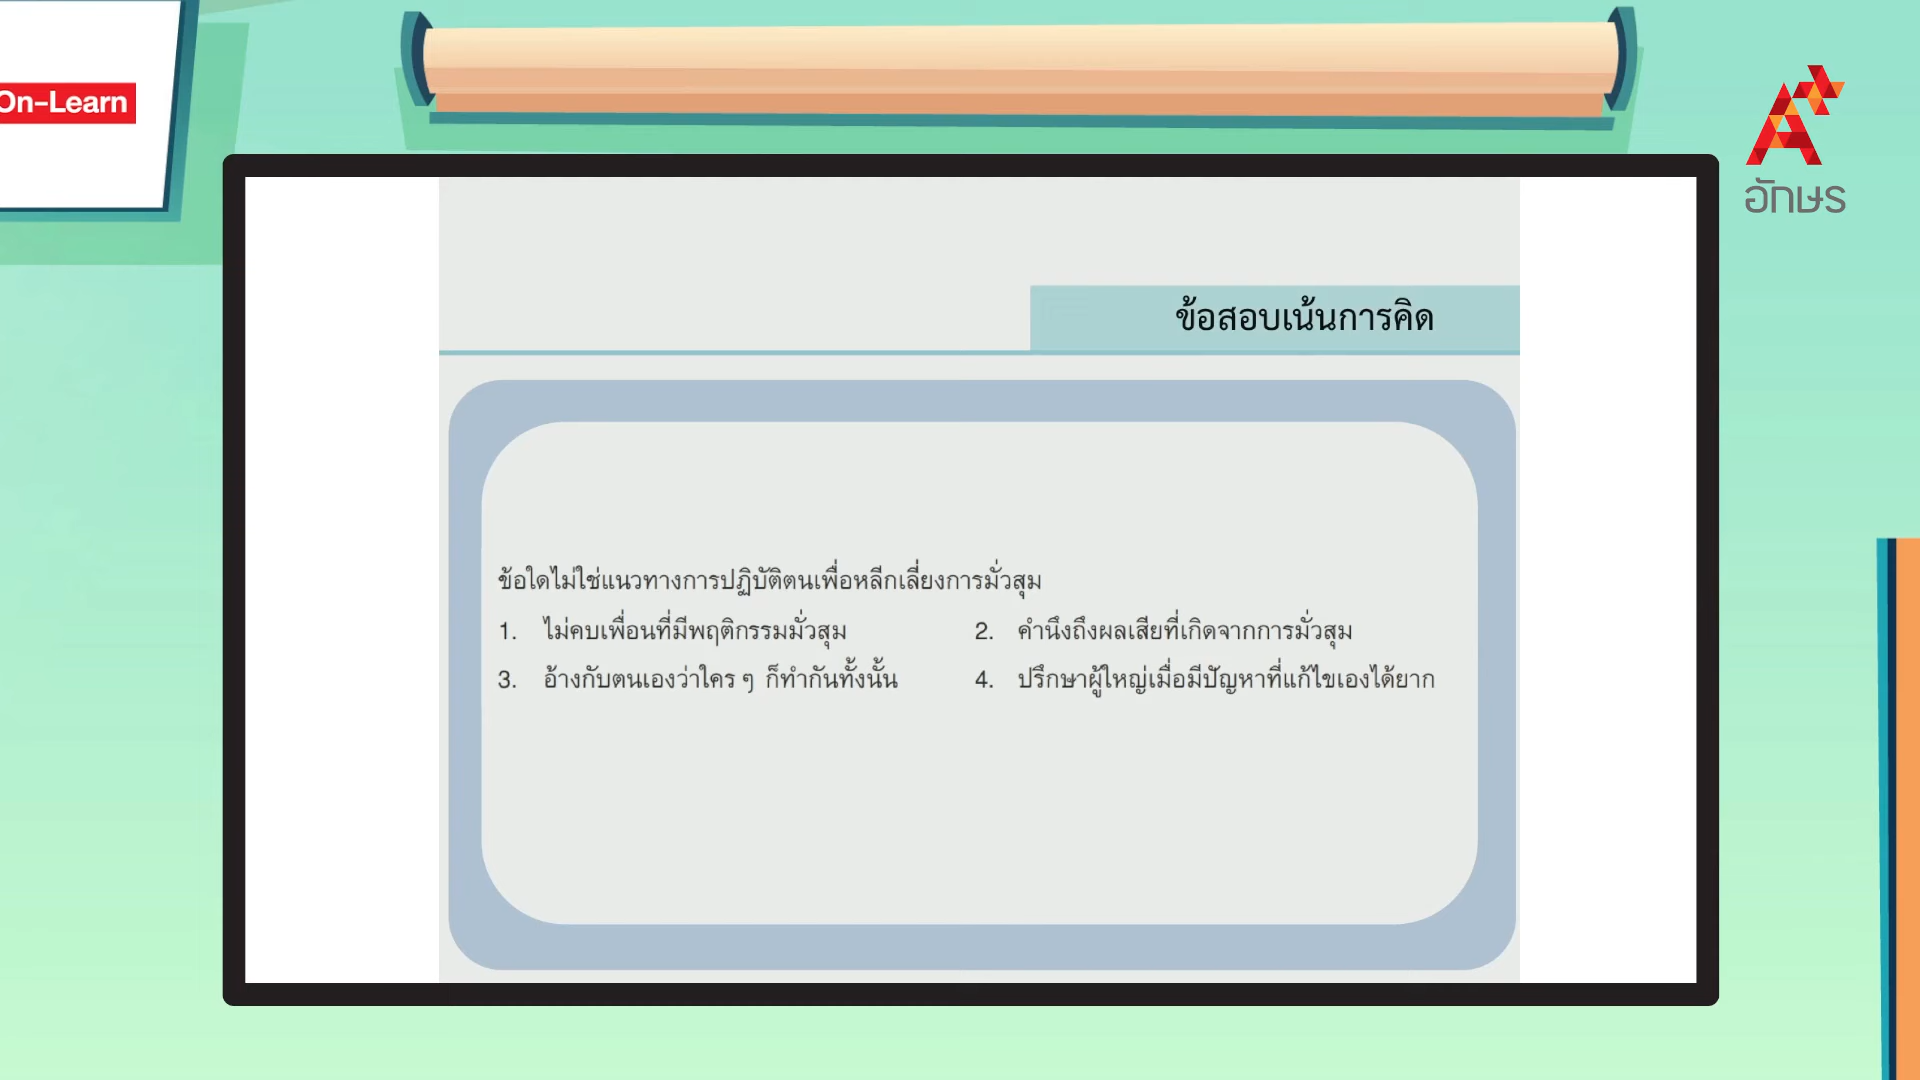 On-Learn
อักษร
ข้อสอบเน้นการคิด
ข้อใดไม่ใช่แนวทางการปฏิบัติตนเพื่อหลีกเลี่ยงการมั่วสุม
1. ไม่คบเพื่อนที่มีพฤติกรรมมั่วสุม 2. คำนึงถึงผลเสียที่เกิดจากการมั่วสุม
3. อ้างกับตนเองว่าใคร ๆ ก็ทำกันทั้งนั้น 4. ปรึกษาผู้ใหญ่เมื่อมีปัญหาที่แก้ไขเองได้ยาก